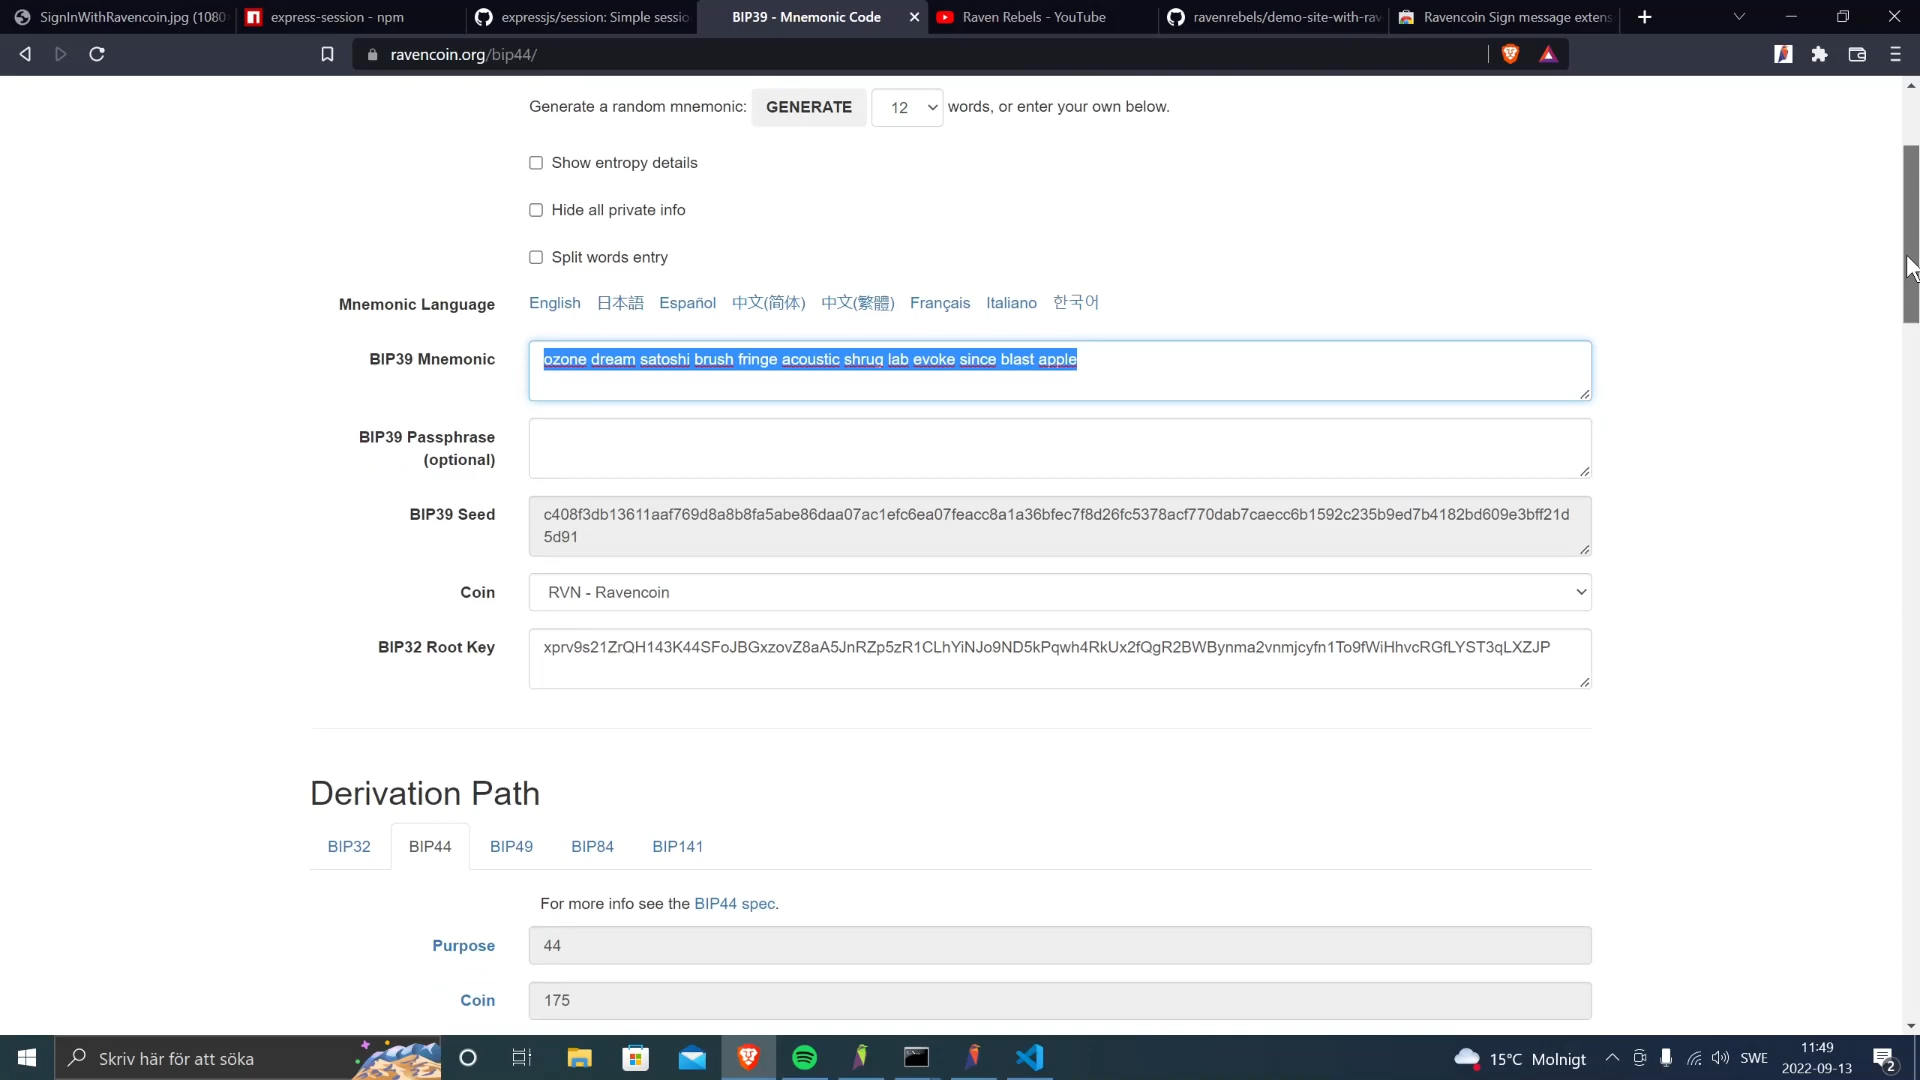 SignInWithRavencoin.jpg (1080
express-session - npm
expressjs/session: Simple sessio
BIP39 - Mnemonic Code
Raven Rebels - YouTube
ravenrebels/demo-site-with-rav
Ravencoin Sign message extens
ravencoin.org/bip44/
Generate a random mnemonic: GENERATE 12 words, or enter your own below.
Show entropy details
Hide all private info
Split words entry
Mnemonic Language English 日本語 Español 中文(简体) 中文(繁體) Français Italiano 한국어
BIP39 Mnemonic ozone dream satoshi brush fringe acoustic shrug lab evoke since blast apple
BIP39 Passphrase
(optional)
BIP39 Seed c408f3db13611aaf769d8a8b8fa5abe86daa07ac1efc6ea07feacc8a1a36bfec7f8d26fc5378acf770dab7caecc6b1592c235b9ed7b4182bd609e3bff21d
5d91
Coin RVN - Ravencoin
BIP32 Root Key xprv9s21ZrQH143K44SFoJBGxzovZ8aA5JnRZp5zR1CLhYiNJo9ND5kPqwh4RkUx2fQgR2BWBynma2vnmjcyfn1To9fWiHhvcRGfLYST3qLXZJP
Derivation Path
BIP32 BIP44 BIP49 BIP84 BIP141
For more info see the BIP44 spec.
Purpose 44
Coin 175
Skriv här för att söka
15°C Molnigt
SWE
11:49
2022-09-13
2